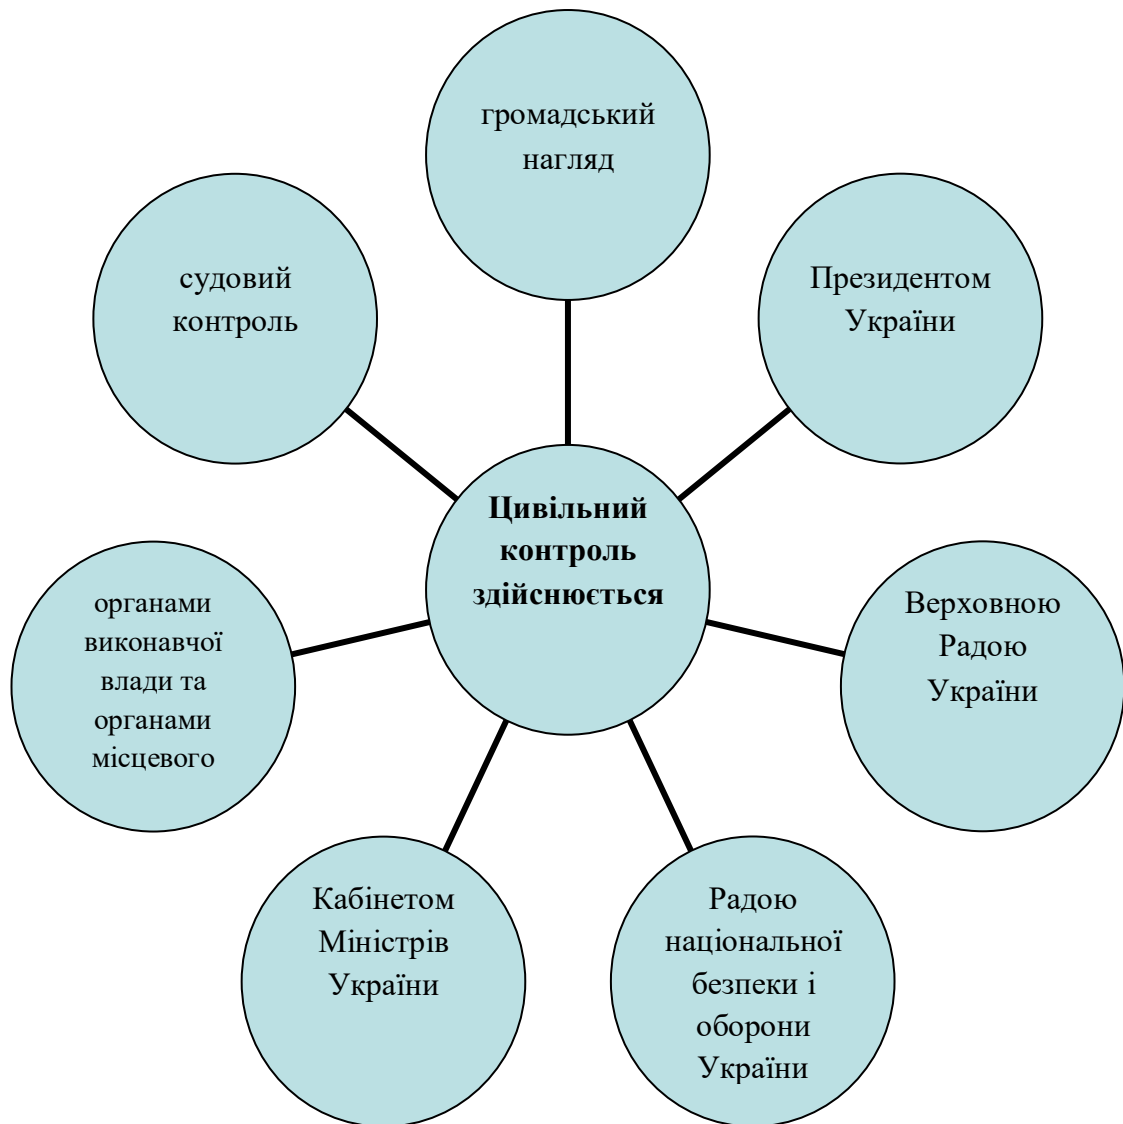 громадський
нагляд
Президентом
України
Верховною
Радою
України
Радою
національної
безпеки і
оборони
України
Кабінетом
Міністрів
України
органами
виконавчої
влади та
органами
місцевого
судовий
контроль
Цивільний
контроль
здійснюється